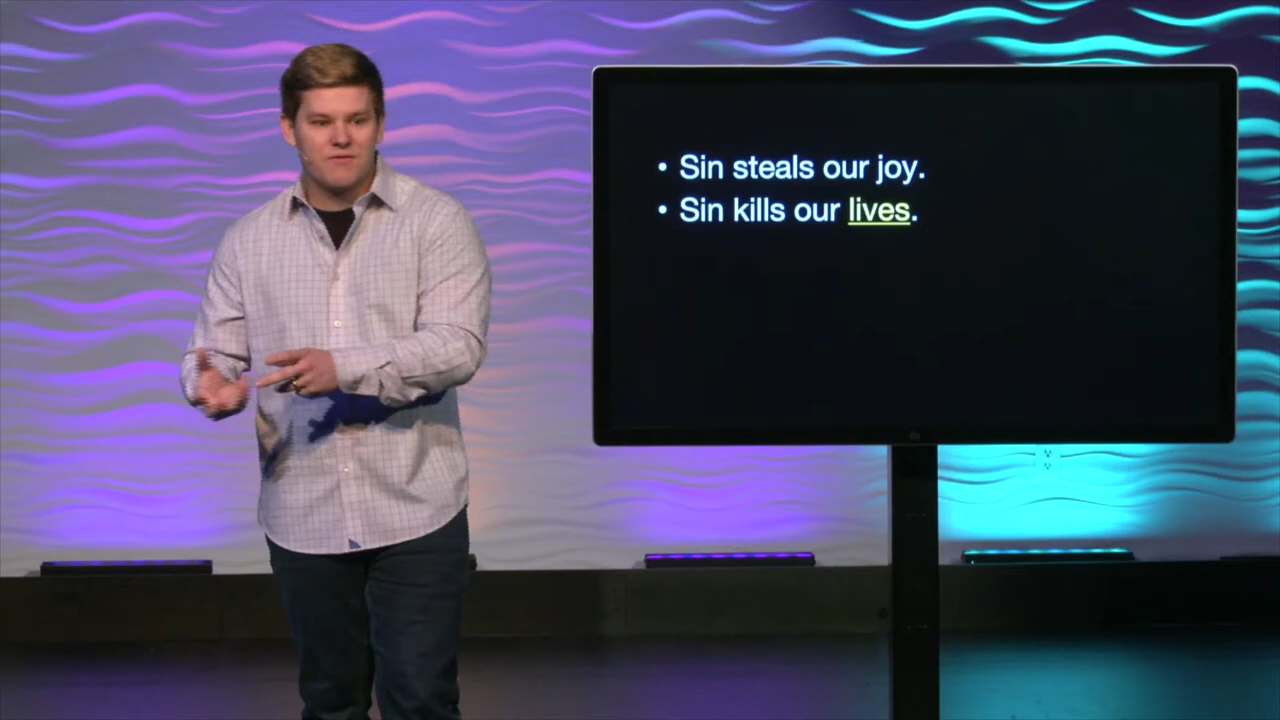 • Sin steals our joy.
• Sin kills our lives.